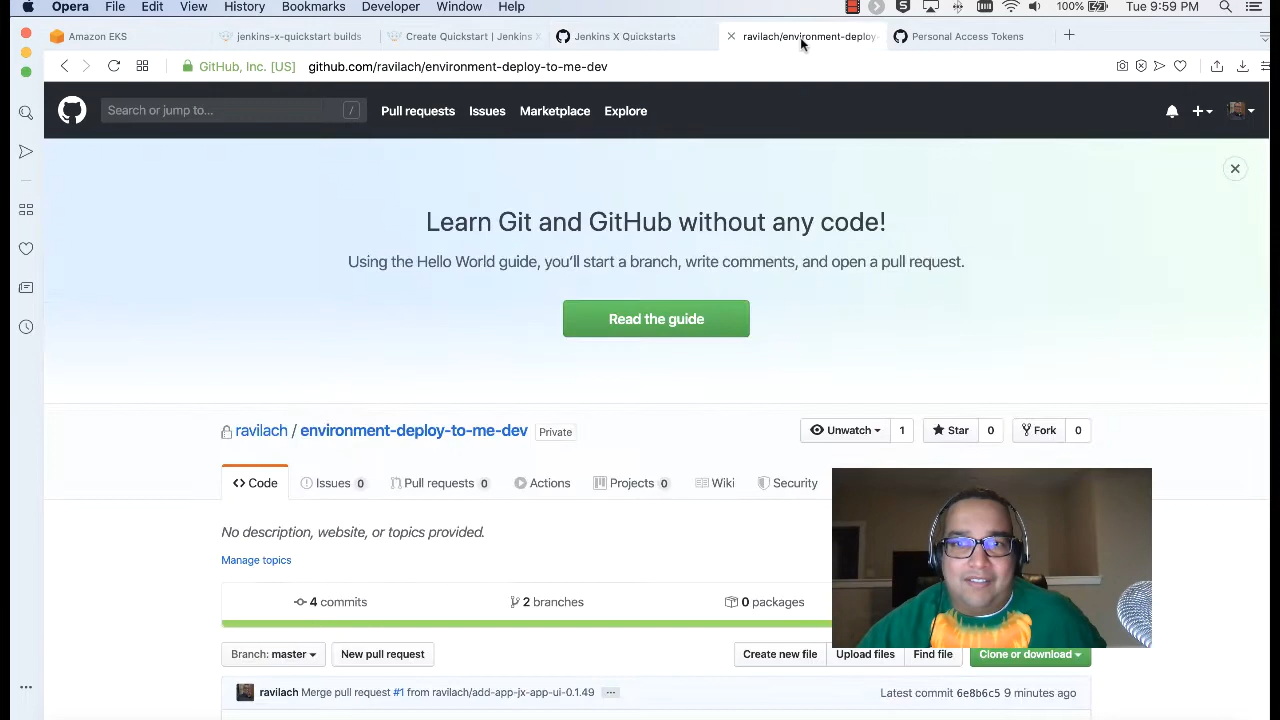 Opera File Edit View History Bookmarks Developer Window Help 100% Tue 9:59 PM
Amazon EKS jenkins-x-quickstart builds Create Quickstart | Jenkins X Jenkins X Quickstarts ravilach/environment-deploy- Personal Access Tokens
GitHub, Inc. [US] github.com/ravilach/environment-deploy-to-me-dev
Search or jump to... / Pull requests Issues Marketplace Explore
Learn Git and GitHub without any code!
Using the Hello World guide, you'll start a branch, write comments, and open a pull request.
Read the guide
ravilach / environment-deploy-to-me-dev Private Unwatch 1 Star 0 Fork 0
Code Issues 0 Pull requests 0 Actions Projects 0 Wiki Security
No description, website, or topics provided.
Manage topics
4 commits 2 branches 0 packages
Branch: master New pull request Create new file Upload files Find file Clone or download
ravilach Merge pull request #1 from ravilach/add-app-jx-app-ui-0.1.49 ... Latest commit 6e8b6c5 9 minutes ago